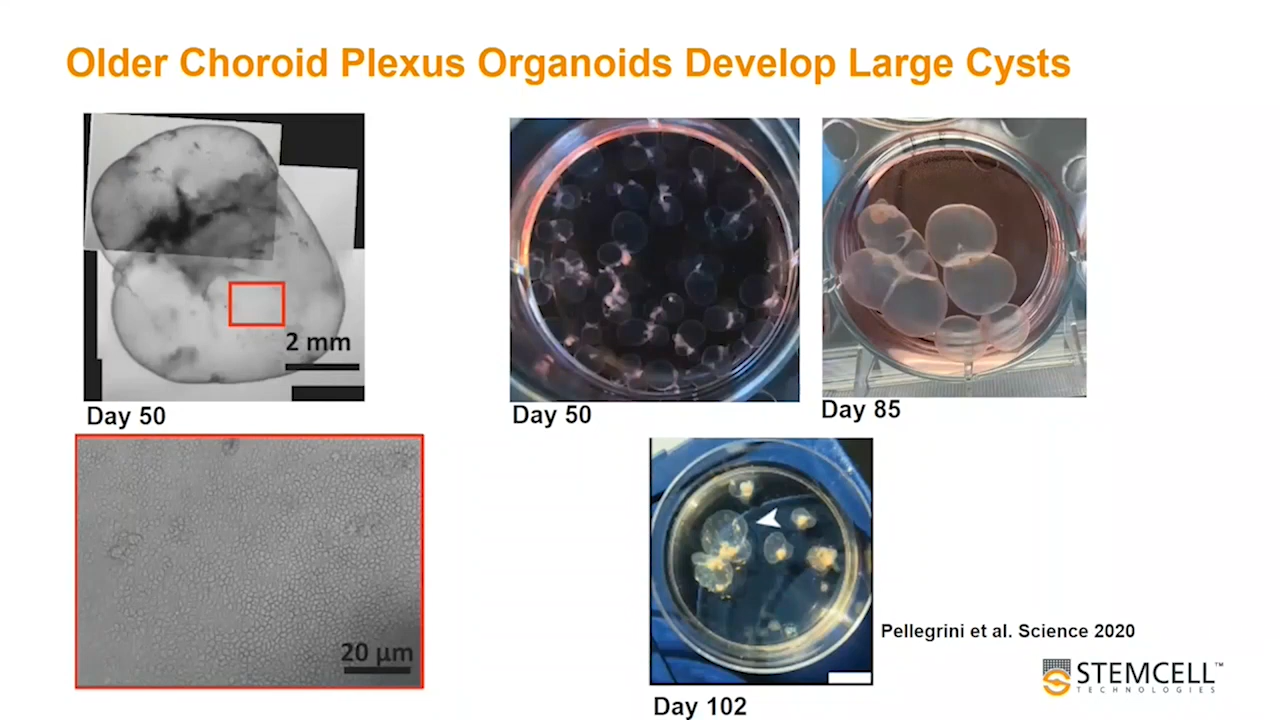 Older Choroid Plexus Organoids Develop Large Cysts
2 mm
Day 50
Day 50
Day 85
20 µm
Day 102
Pellegrini et al. Science 2020
STEMCELL™
TECHNOLOGIES